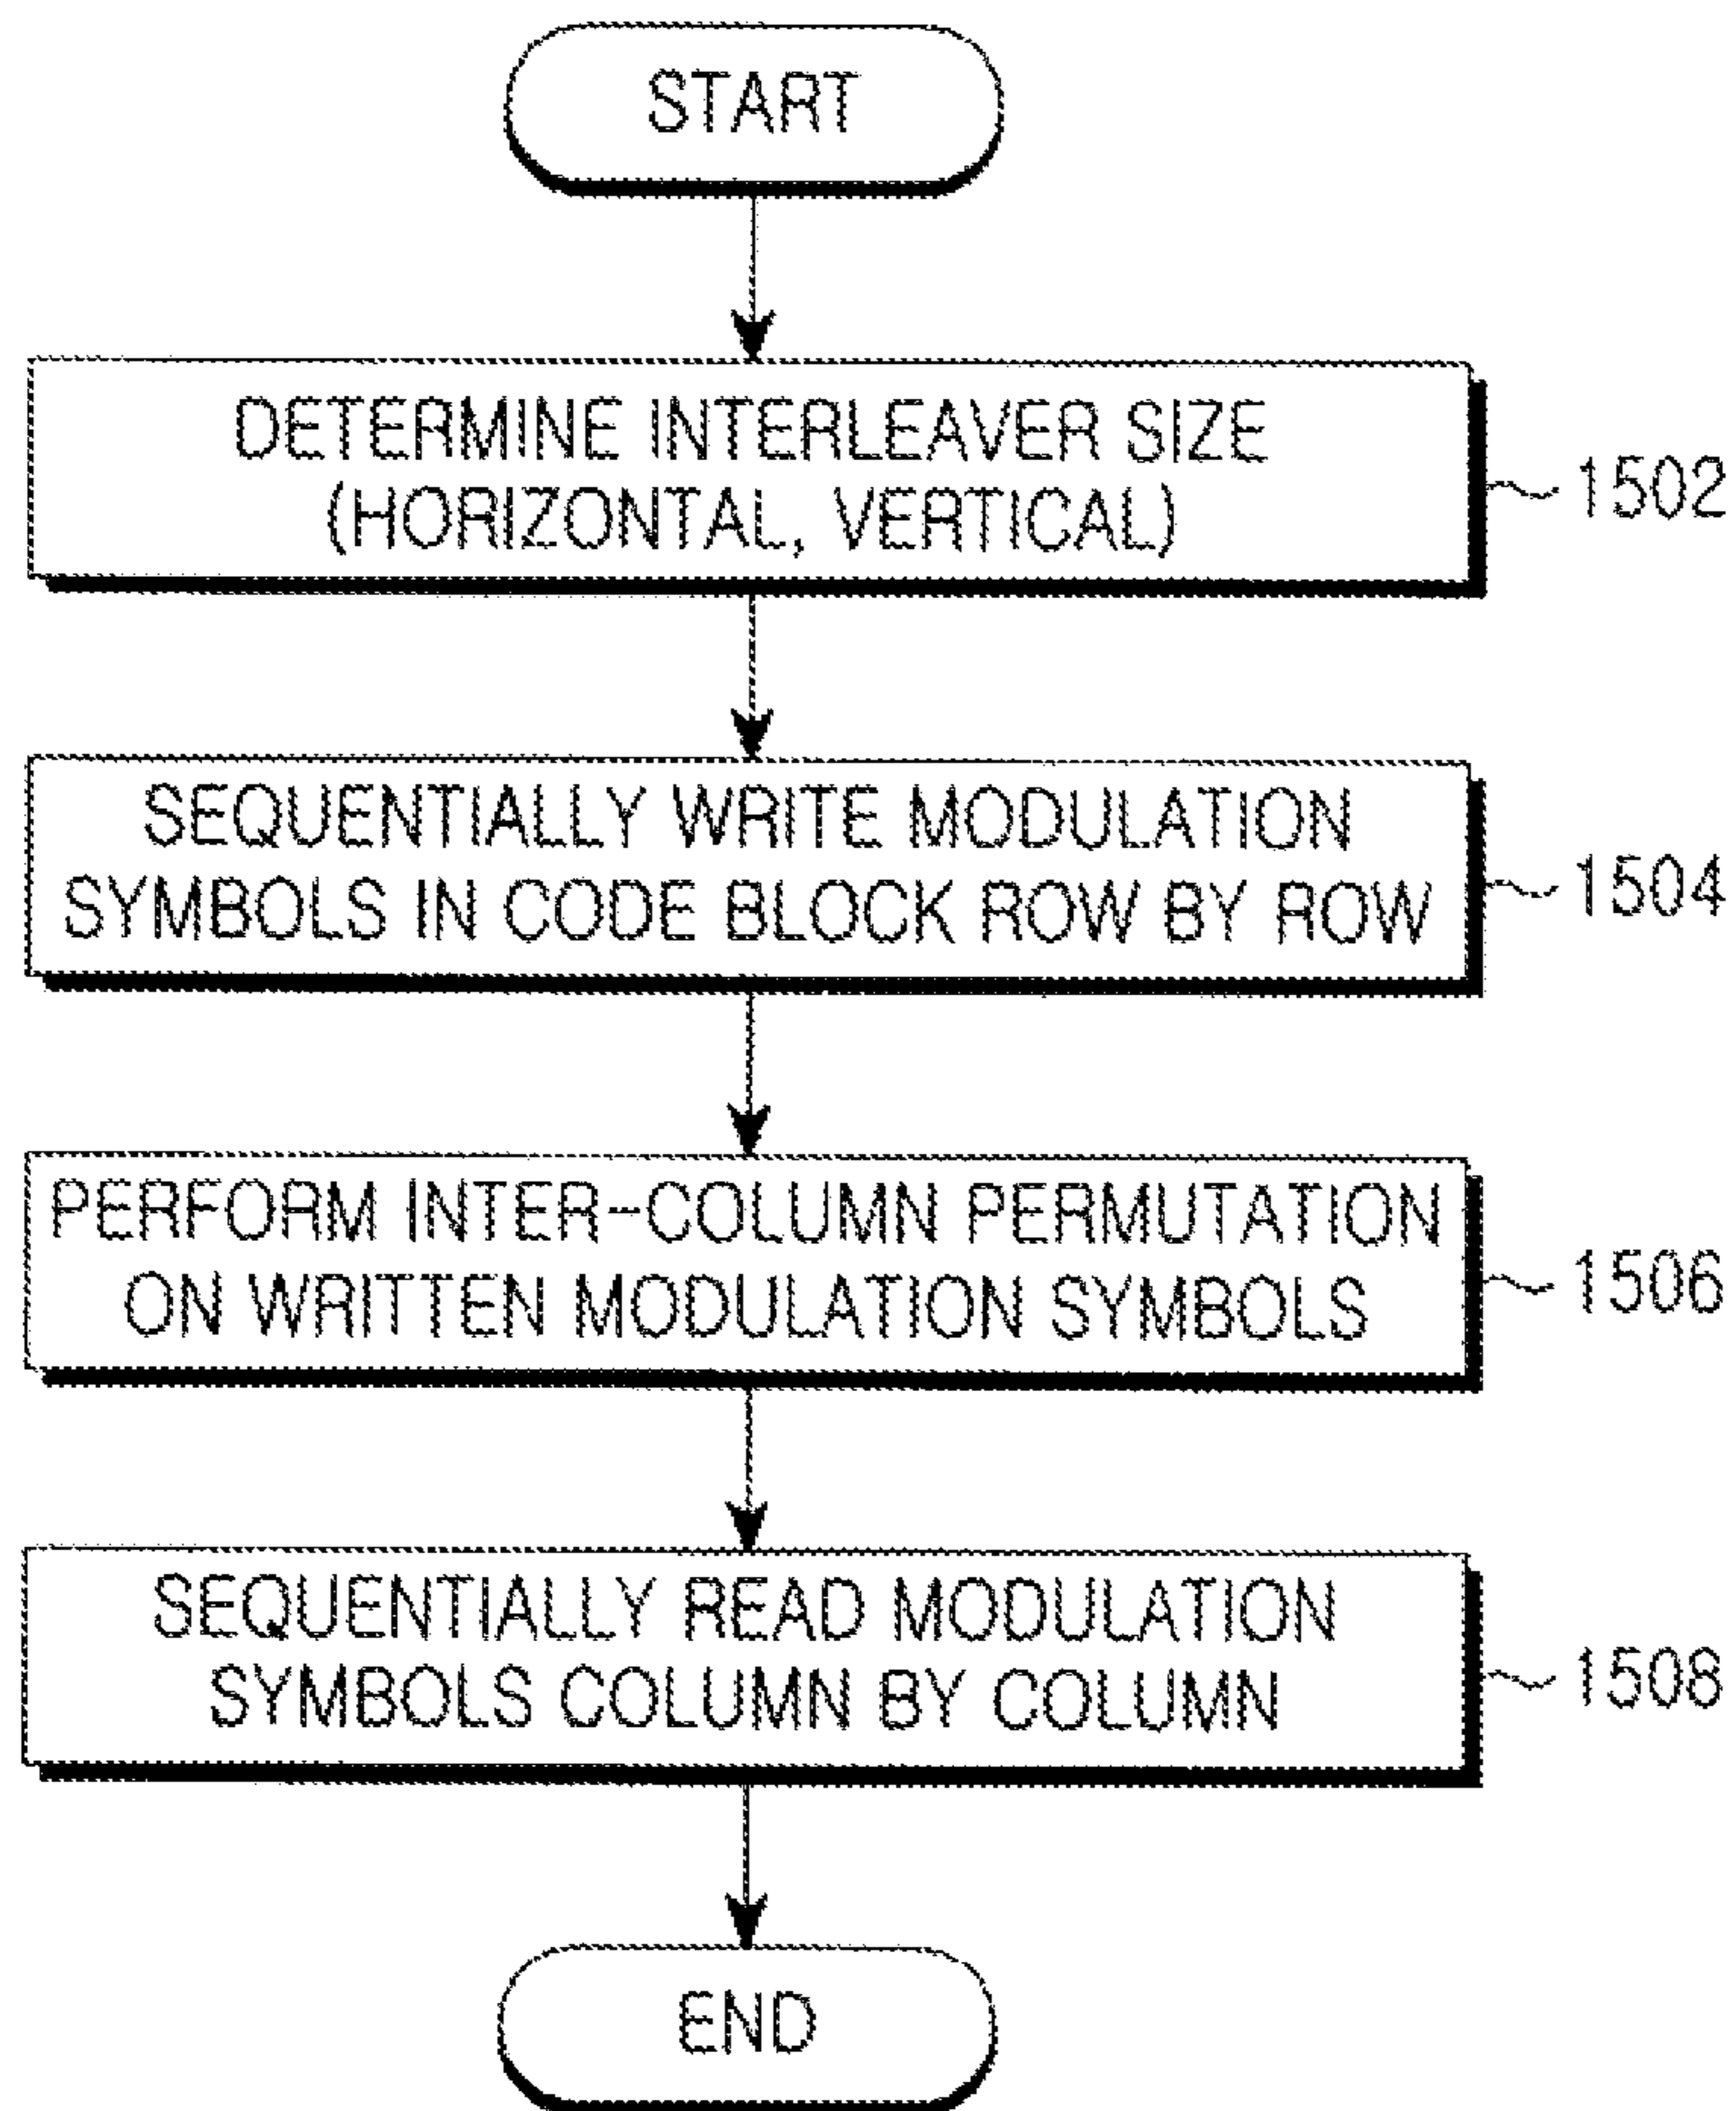 START
DETERMINE INTERLEAVER SIZE
(HORIZONTAL, VERTICAL)
1502
SEQUENTIALLY WRITE MODULATION
SYMBOLS IN CODE BLOCK ROW BY ROW
1504
PERFORM INTER-COLUMN PERMUTATION
ON WRITTEN MODULATION SYMBOLS
1506
SEQUENTIALLY READ MODULATION
SYMBOLS COLUMN BY COLUMN
1508
END